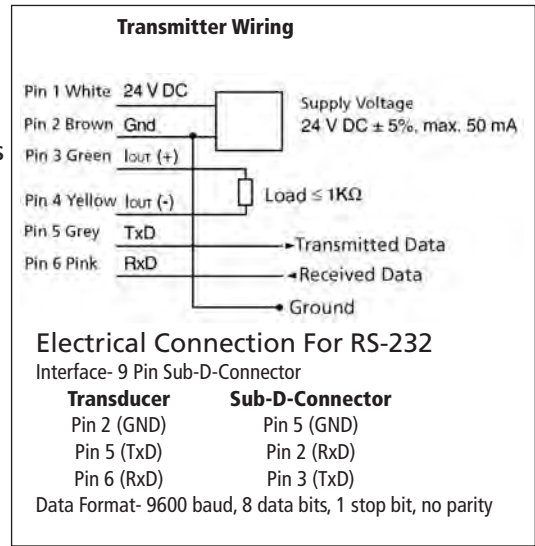 Transmitter Wiring
Pin 1 White 24 V DC
Supply Voltage
24 V DC ± 5%, max. 50 mA
Pin 2 Brown Gnd
s
Pin 3 Green IOUT (+)
Load ≤ 1KΩ
Pin 4 Yellow IOUT (-)
Pin 5 Grey TxD
Transmitted Data
Pin 6 Pink RxD
Received Data
Ground
Electrical Connection For RS-232
Interface- 9 Pin Sub-D-Connector
Transducer Sub-D-Connector
Pin 2 (GND) Pin 5 (GND)
Pin 5 (TxD) Pin 2 (RxD)
Pin 6 (RxD) Pin 3 (TxD)
Data Format- 9600 baud, 8 data bits, 1 stop bit, no parity